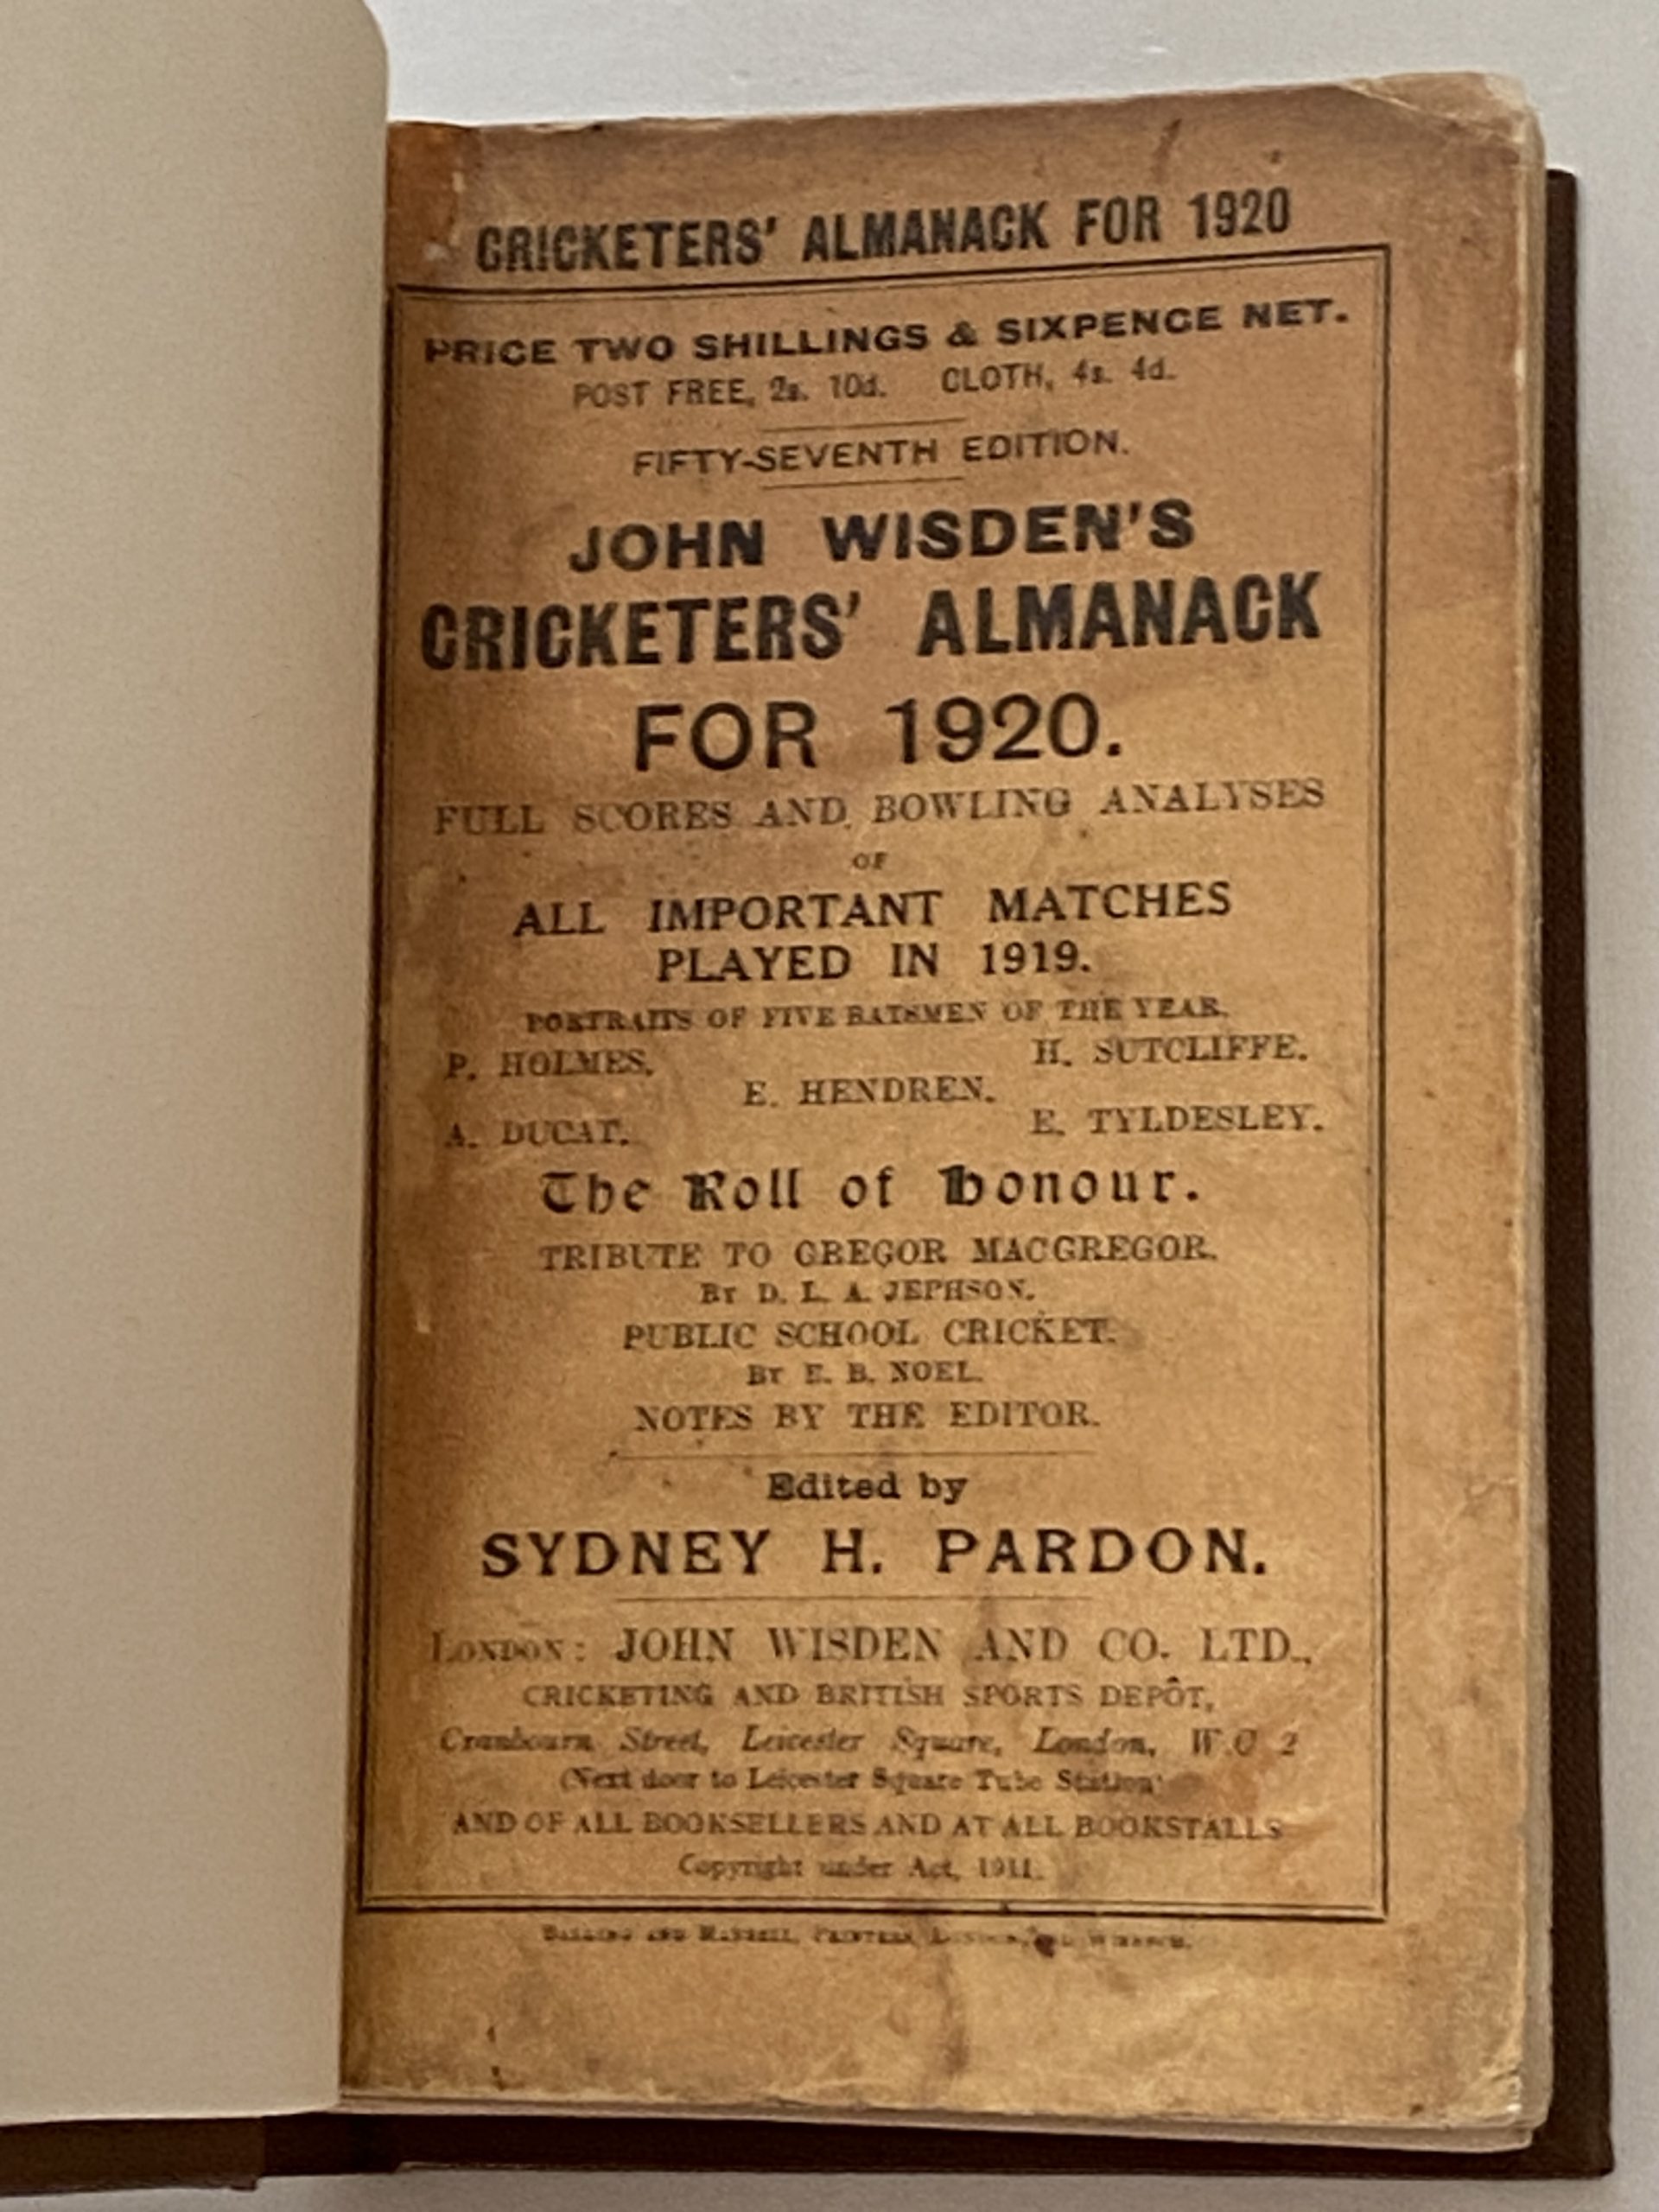 CRICKETERS' ALMANACK FOR 1920
PRICE TWO SHILLINGS & SIXPENCE NET.
POST FREE, 2s. 10d. CLOTH, 4s. 4d.
FIFTY-SEVENTH EDITION.
JOHN WISDEN'S
CRICKETERS' ALMANACK
FOR 1920.
FULL SCORES AND BOWLING ANALYSES
OF
ALL IMPORTANT MATCHES
PLAYED IN 1919.
PORTRAITS OF FIVE BATSMEN OF THE YEAR.
P. HOLMES. H. SUTCLIFFE.
E. HENDREN.
A. DUCAT. E. TYLDESLEY.
The Roll of Honour.
TRIBUTE TO GREGOR MACGREGOR.
BY D. L. A. JEPHSON.
PUBLIC SCHOOL CRICKET.
BY E. B. NOEL.
NOTES BY THE EDITOR.
Edited by
SYDNEY H. PARDON.
LONDON: JOHN WISDEN AND CO. LTD.,
CRICKETING AND BRITISH SPORTS DEPÔT,
Cranbourn Street, Leicester Square, London, W.C 2
(Next door to Leicester Square Tube Station)
AND OF ALL BOOKSELLERS AND AT ALL BOOKSTALLS
Copyright under Act, 1911.
AND PRINTERS, LONDON,